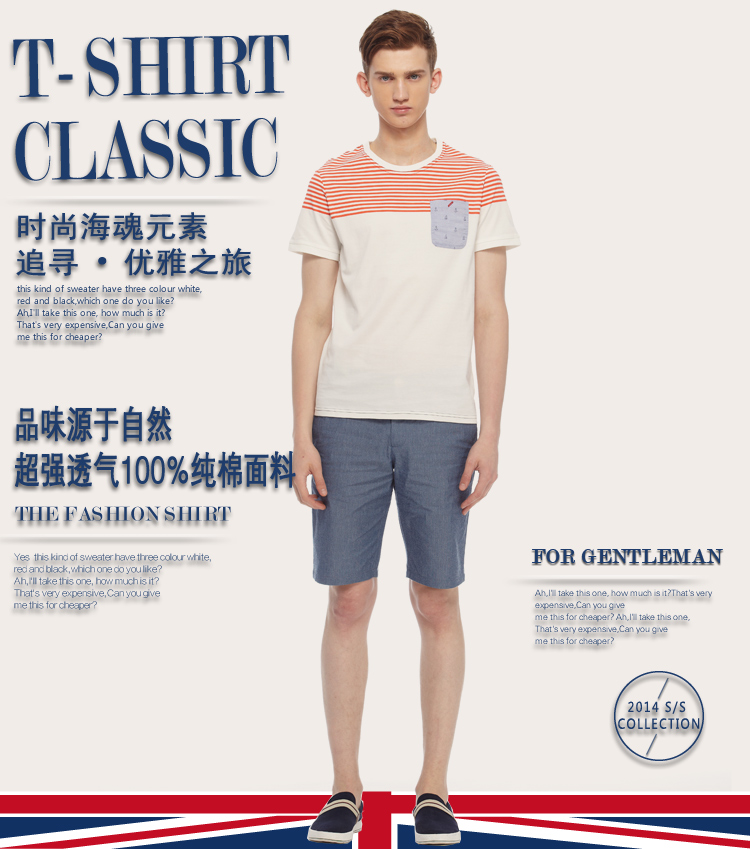 T-SHIRT
CLASSIC
时尚海魂元素
追寻·优雅之旅
this kind of sweater have three colour white,
red and black,which one do you like?
Ah,I'll take this one, how much is it?
That's very expensive,Can you give
me this for cheaper?
品味源于自然
超强透气100%纯棉面料
THE FASHION SHIRT
Yes this kind of sweater have three colour white,
red and black,which one do you like?
Ah,I'll take this one, how much is it?
That's very expensive,Can you give
me this for cheaper?
FOR GENTLEMAN
Ah,I'll take this one, how much is it?That's very
expensive,Can you give
me this for cheaper? Ah,I'll take this one,
That's very expensive,Can you give
me this for cheaper?
2014 S/S
COLLECTION